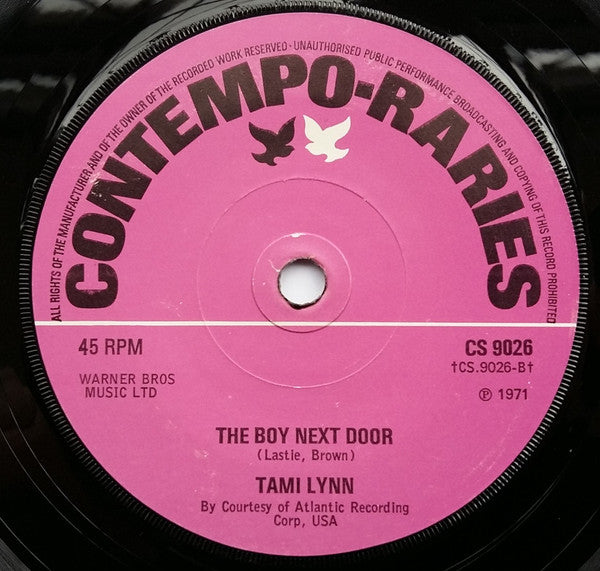 ALL RIGHTS OF THE MANUFACTURER AND OF THE OWNER OF THE RECORDED WORK RESERVED · UNAUTHORISED PUBLIC PERFORMANCE BROADCASTING AND COPYING OF THIS RECORD PROHIBITED
CONTEMPO-RARIES
45 RPM
CS 9026
†CS.9026-B†
WARNER BROS
MUSIC LTD
℗ 1971
THE BOY NEXT DOOR
(Lastie, Brown)
TAMI LYNN
By Courtesy of Atlantic Recording
Corp, USA